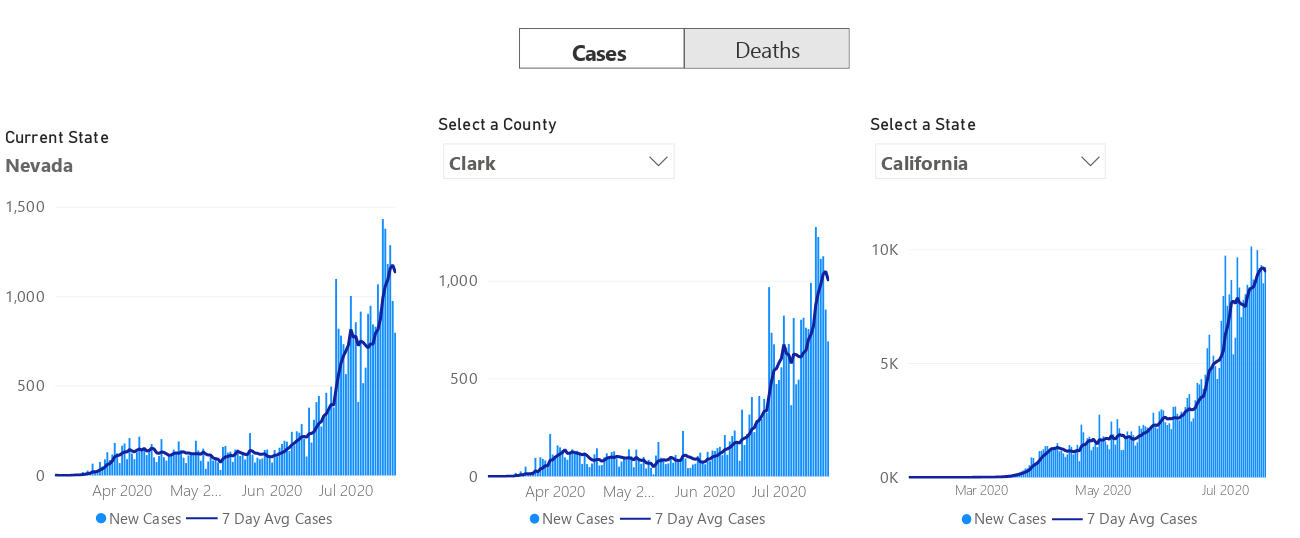 Cases Deaths
Current State
Nevada
1,500
1,000
500
0
Apr 2020 May 2... Jun 2020 Jul 2020
New Cases 7 Day Avg Cases
Select a County
Clark
1,000
500
0
Apr 2020 May 2... Jun 2020 Jul 2020
New Cases 7 Day Avg Cases
Select a State
California
10K
5K
0K
Mar 2020 May 2020 Jul 2020
New Cases 7 Day Avg Cases